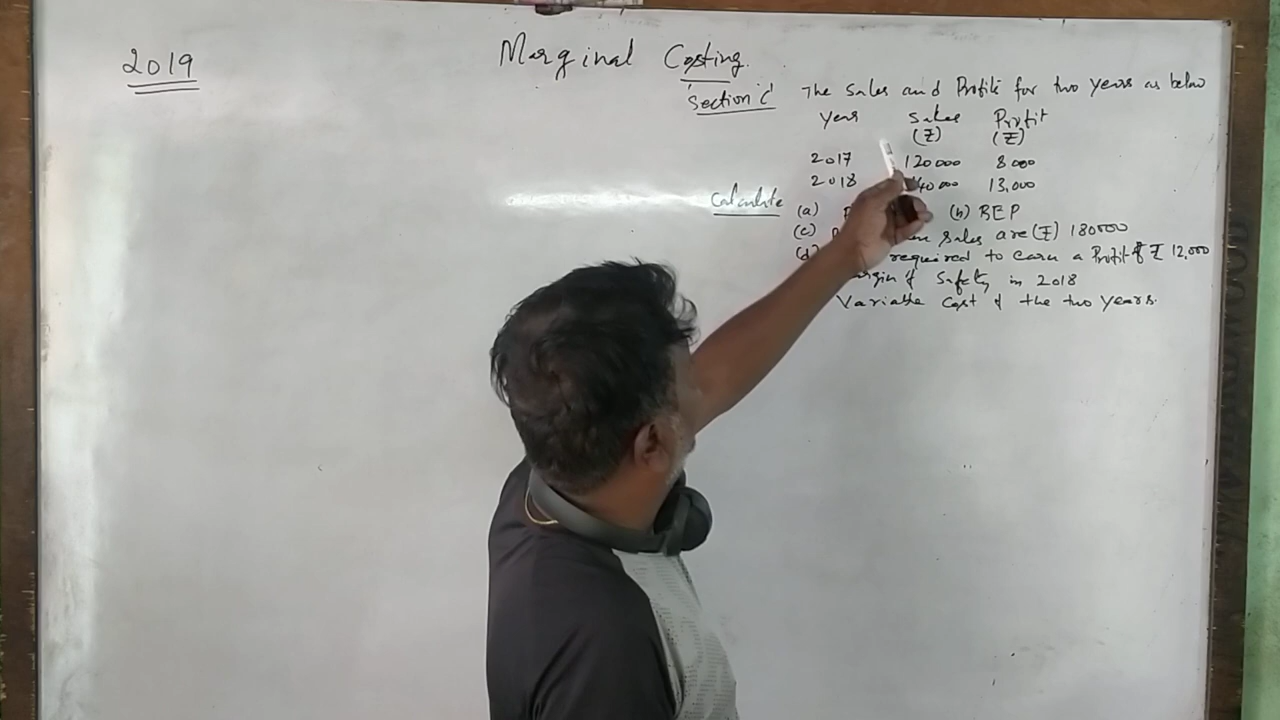 2019
Marginal Costing.
Section 'C'
The Sales and Profit for two years as below
Year Sales Profit
(₹) (₹)
2017 120000 8000
2018 40000 13,000
Calculate
(a) (b) BEP
(c) sales are (₹) 180000
(d) required to earn a Profit of ₹ 12,000
Safety in 2018
Variable Cost of the two years.